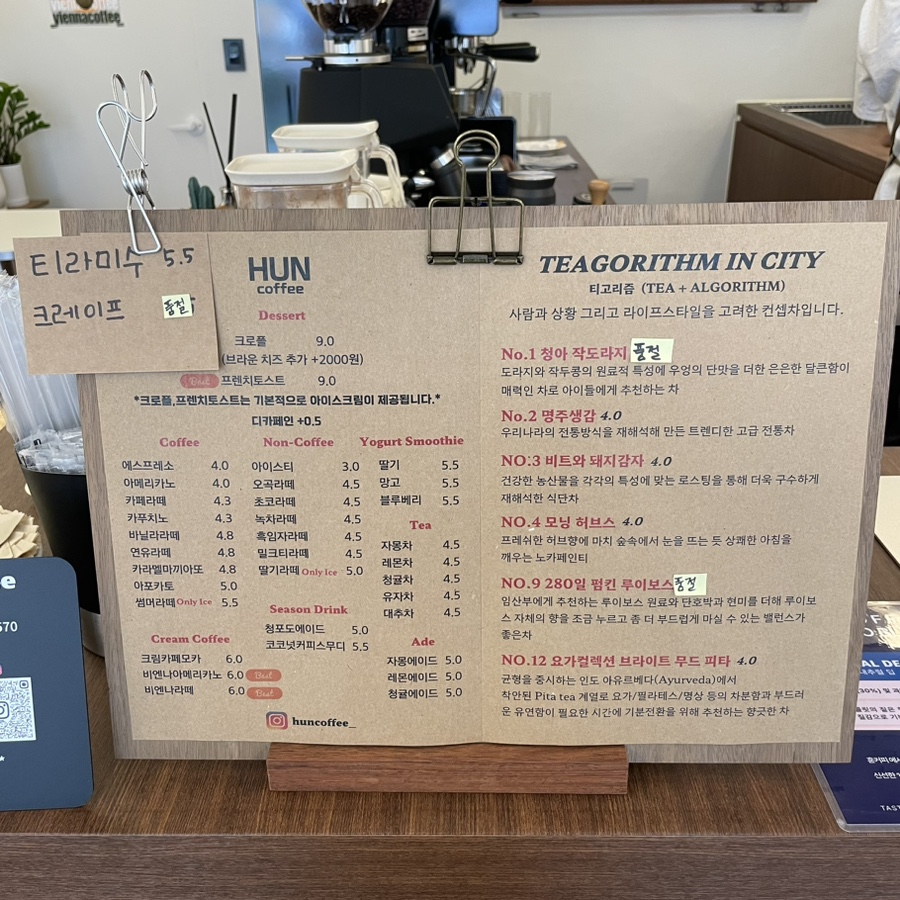 viennacoffee
_viennacoffee_
티라미수 5.5
크레이프 품절
HUN
coffee
Dessert
크로플 9.0
(브라운 치즈 추가 +2000원)
Best 프렌치토스트 9.0
*크로플,프렌치토스트는 기본적으로 아이스크림이 제공됩니다.*
디카페인 +0.5
Coffee
에스프레소 4.0
아메리카노 4.0
카페라떼 4.3
카푸치노 4.3
바닐라라떼 4.8
연유라떼 4.8
카라멜마끼아또 4.8
아포카토 5.0
썸머라떼 Only Ice 5.5
Cream Coffee
크림카페모카 6.0
비엔나아메리카노 6.0 Best
비엔나라떼 6.0 Best
Non-Coffee
아이스티 3.0
오곡라떼 4.5
초코라떼 4.5
녹차라떼 4.5
흑임자라떼 4.5
밀크티라떼 4.5
딸기라떼 Only Ice 5.0
Season Drink
청포도에이드 5.0
코코넛커피스무디 5.5
Yogurt Smoothie
딸기 5.5
망고 5.5
블루베리 5.5
Tea
자몽차 4.5
레몬차 4.5
청귤차 4.5
유자차 4.5
대추차 4.5
Ade
자몽에이드 5.0
레몬에이드 5.0
청귤에이드 5.0
huncoffee_
TEAGORITHM IN CITY
티고리즘 (TEA + ALGORITHM)
사람과 상황 그리고 라이프스타일을 고려한 컨셉차입니다.
No.1 청아 작도라지 품절
도라지와 작두콩의 원료적 특성에 우엉의 단맛을 더한 은은한 달큰함이
매력인 차로 아이들에게 추천하는 차
No.2 명주생감 4.0
우리나라의 전통방식을 재해석해 만든 트렌디한 고급 전통차
NO.3 비트와 돼지감자 4.0
건강한 농산물을 각각의 특성에 맞는 로스팅을 통해 더욱 구수하게
재해석한 식단차
NO.4 모닝 허브스 4.0
프레쉬한 허브향에 마치 숲속에서 눈을 뜨는 듯 상쾌한 아침을
깨우는 노카페인티
NO.9 280일 펌킨 루이보스 품절
임산부에게 추천하는 루이보스 원료와 단호박과 현미를 더해 루이보
스 자체의 향을 조금 누르고 좀 더 부드럽게 마실 수 있는 밸런스가
좋은차
NO.12 요가컬렉션 브라이트 무드 피타 4.0
균형을 중시하는 인도 아유르베다(Ayurveda)에서
착안된 Pita tea 계열로 요가/필라테스/명상 등의 차분함과 부드러
운 유연함이 필요한 시간에 기분전환을 위해 추천하는 향긋한 차